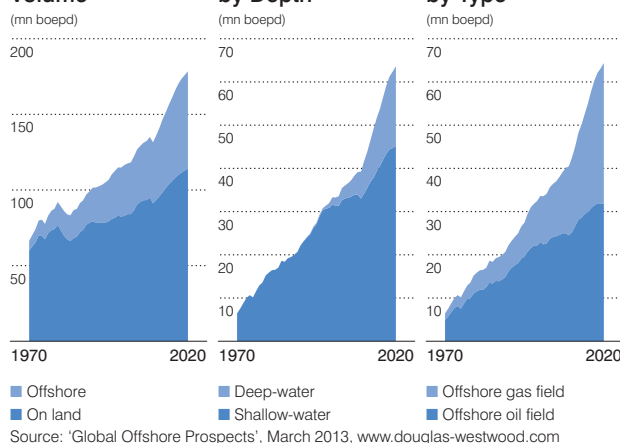 Volume by Depth by Type
(mn boepd) (mn boepd) (mn boepd)
200 70 70
60 60
150 50 50
40 40
100 30 30
20 20
50 10 10
1970 2020 1970 2020 1970 2020
Offshore Deep-water Offshore gas field
On land Shallow-water Offshore oil field
Source: 'Global Offshore Prospects', March 2013, www.douglas-westwood.com